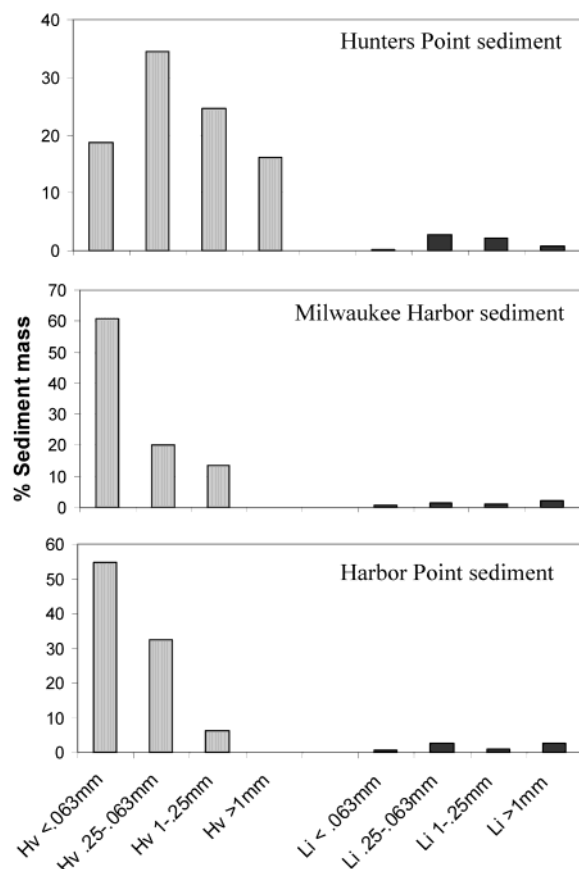 40
Hunters Point sediment
30
20
10
0
70
Milwaukee Harbor sediment
60
50
40
30
20
10
0
% Sediment mass
60
Harbor Point sediment
50
40
30
20
10
0
Hv <.063mm
Hv .25-.063mm
Hv 1-.25mm
Hv >1mm
Li < .063mm
Li .25-.063mm
Li 1-.25mm
Li >1mm